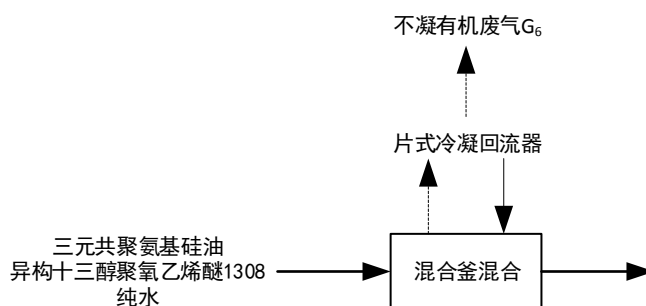 不凝有机废气G₆
片式冷凝回流器
三元共聚氨基硅油
异构十三醇聚氧乙烯醚1308
纯水
混合釜混合